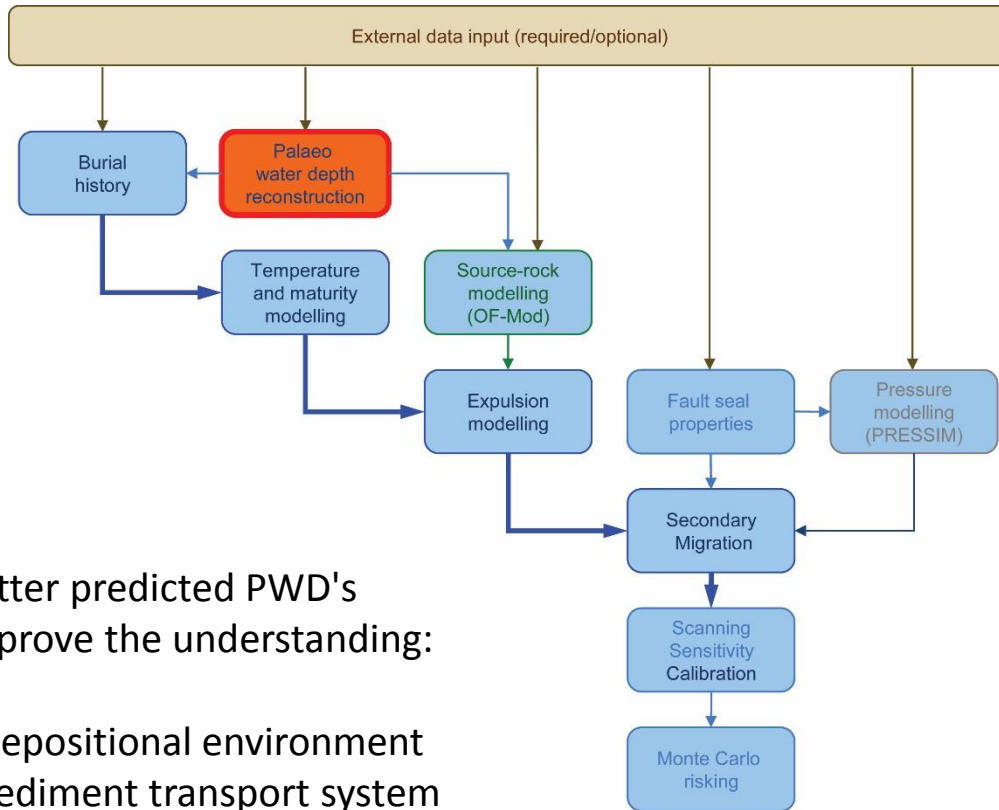 External data input (required/optional)
Burial
history
Palaeo
water depth
reconstruction
Temperature
and maturity
modelling
Source-rock
modelling
(OF-Mod)
Expulsion
modelling
Fault seal
properties
Pressure
modelling
(PRESSIM)
Secondary
Migration
Scanning
Sensitivity
Calibration
Monte Carlo
risking
tter predicted PWD's
prove the understanding:
epositional environment
ediment transport system